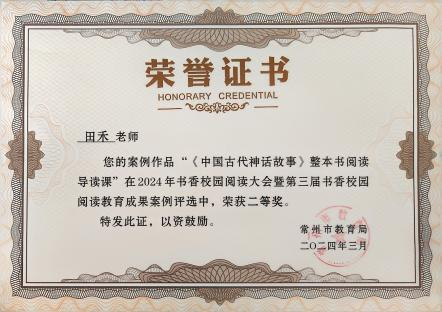 荣誉证书
HONORARY CREDENTIAL
田禾 老师
您的案例作品“《中国古代神话故事》整本书阅读
导读课”在2024年书香校园阅读大会暨第三届书香校园
阅读教育成果案例评选中，荣获二等奖。
特发此证，以资鼓励。
常州市教育局
二〇二四年三月